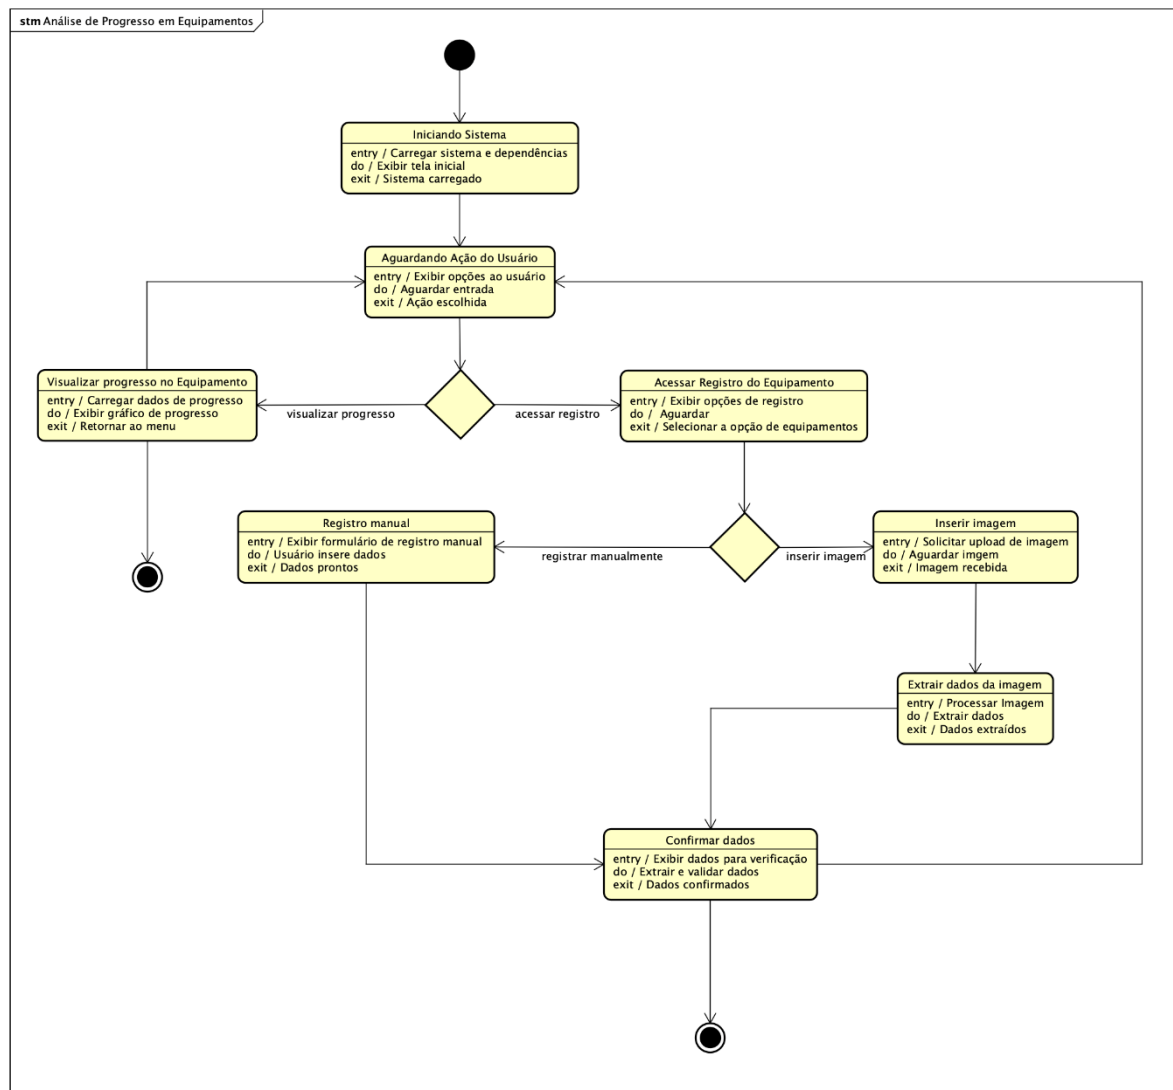 stm Análise de Progresso em Equipamentos
Iniciando Sistema
entry / Carregar sistema e dependências
do / Exibir tela inicial
exit / Sistema carregado
Aguardando Ação do Usuário
entry / Exibir opções ao usuário
do / Aguardar entrada
exit / Ação escolhida
Visualizar progresso no Equipamento
entry / Carregar dados de progresso
do / Exibir gráfico de progresso
exit / Retornar ao menu
visualizar progresso
acessar registro
Acessar Registro do Equipamento
entry / Exibir opções de registro
do / Aguardar
exit / Selecionar a opção de equipamentos
Registro manual
entry / Exibir formulário de registro manual
do / Usuário insere dados
exit / Dados prontos
registrar manualmente
inserir imagem
Inserir imagem
entry / Solicitar upload de imagem
do / Aguardar imgem
exit / Imagem recebida
Extrair dados da imagem
entry / Processar Imagem
do / Extrair dados
exit / Dados extraídos
Confirmar dados
entry / Exibir dados para verificação
do / Extrair e validar dados
exit / Dados confirmados